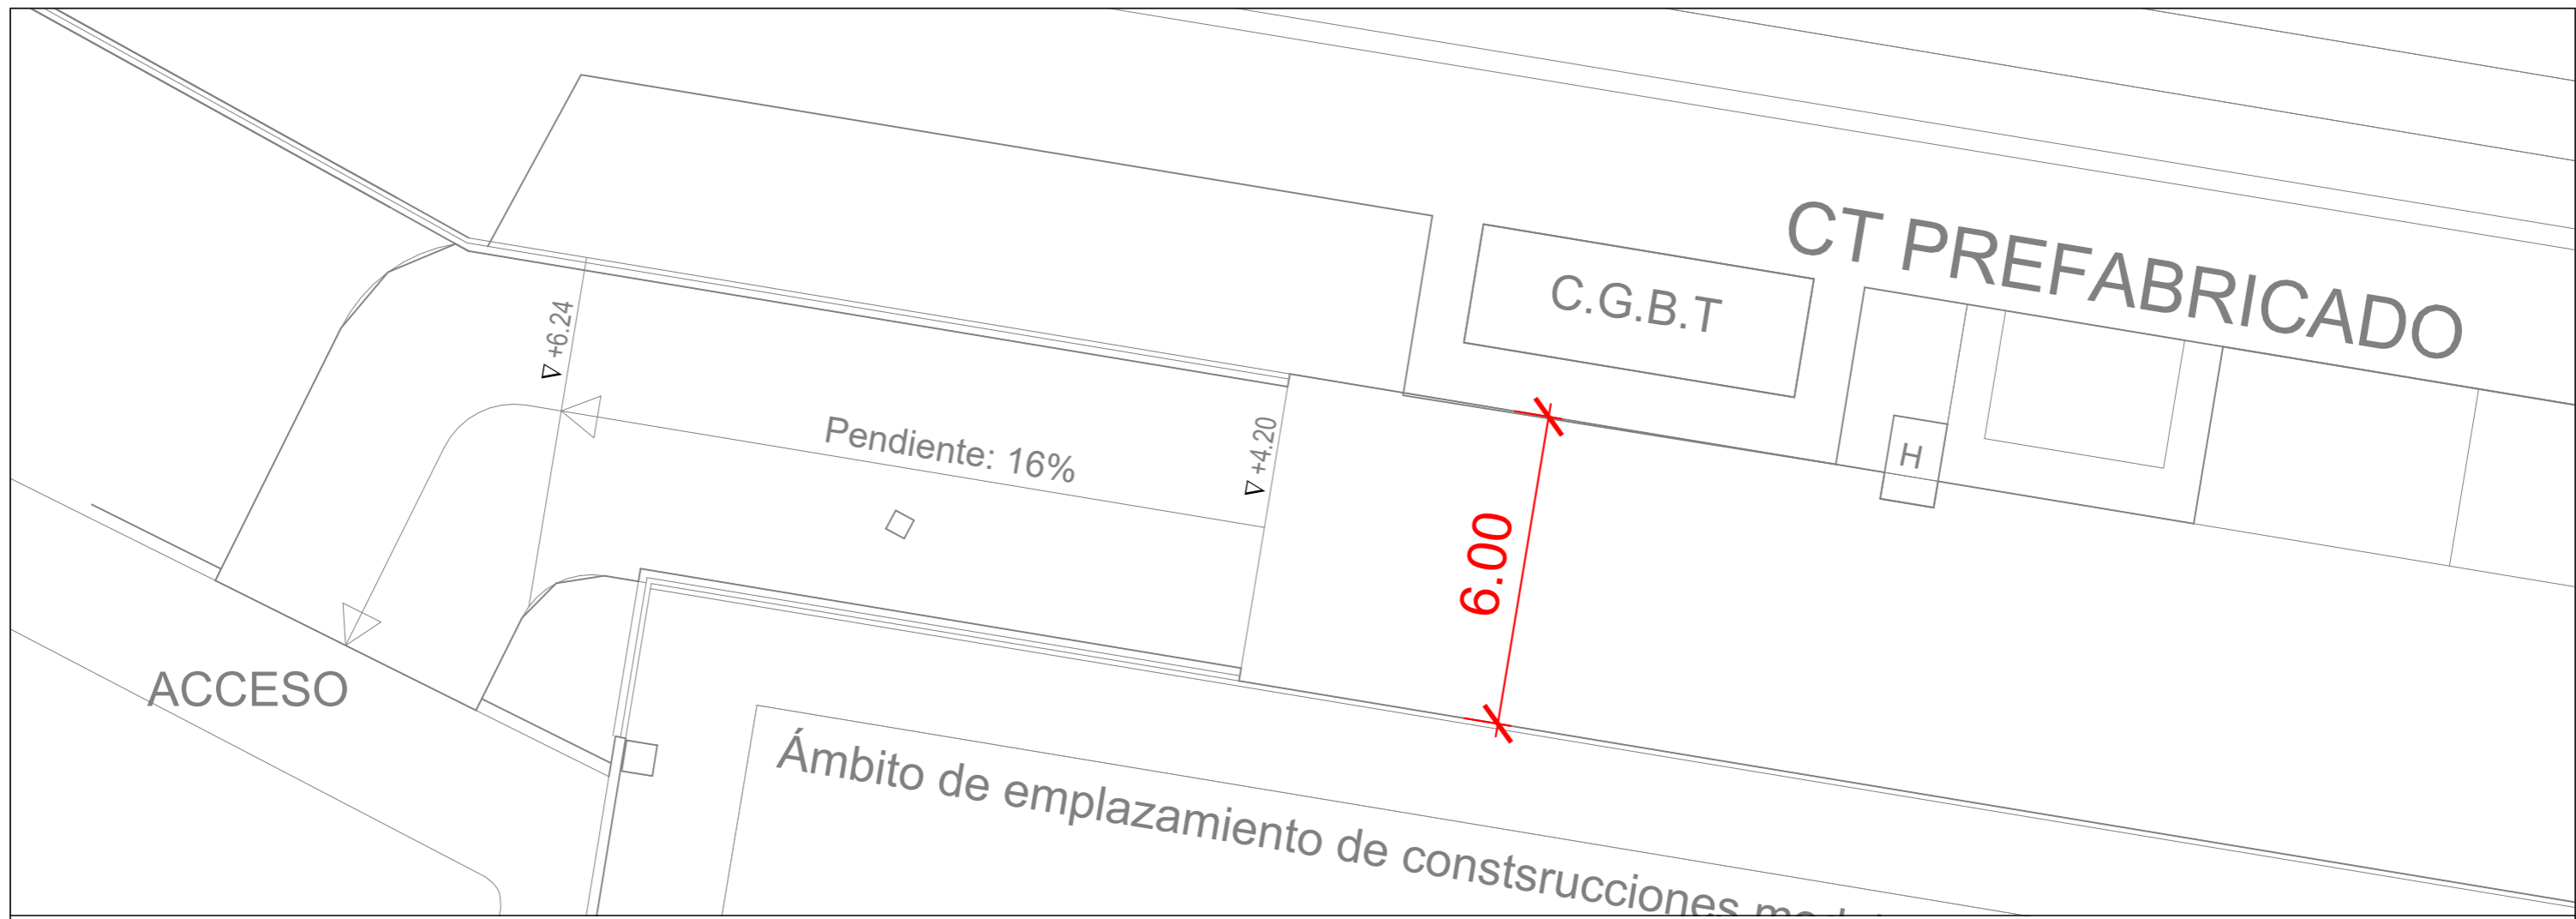 CT PREFABRICADO
C.G.B.T
∇ +6.24
Pendiente: 16%
∇ +4.20
H
6.00
ACCESO
Ámbito de emplazamiento de constsrucciones